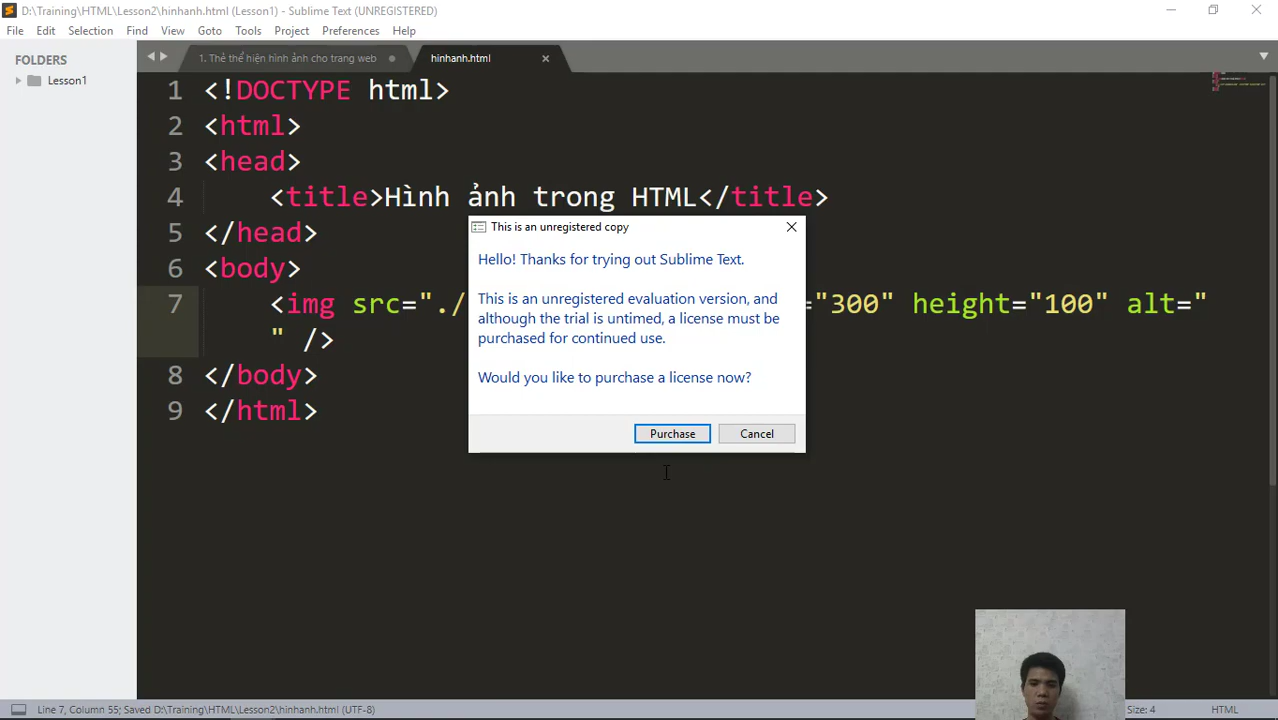 D:\Training\HTML\Lesson2\hinhanh.html (Lesson1) - Sublime Text (UNREGISTERED)
File Edit Selection Find View Goto Tools Project Preferences Help
FOLDERS
Lesson1
1. Thẻ thể hiện hình ảnh cho trang web
hinhanh.html
1 <!DOCTYPE html>
2 <html>
3 <head>
4 <title>Hình ảnh trong HTML</title>
5 </head>
6 <body>
7 <img src="./ ="300" height="100" alt="
" />
8 </body>
9 </html>
This is an unregistered copy
Hello! Thanks for trying out Sublime Text.
This is an unregistered evaluation version, and
although the trial is untimed, a license must be
purchased for continued use.
Would you like to purchase a license now?
Purchase Cancel
Line 7, Column 55; Saved D:\Training\HTML\Lesson2\hinhanh.html (UTF-8)
Size: 4
HTML